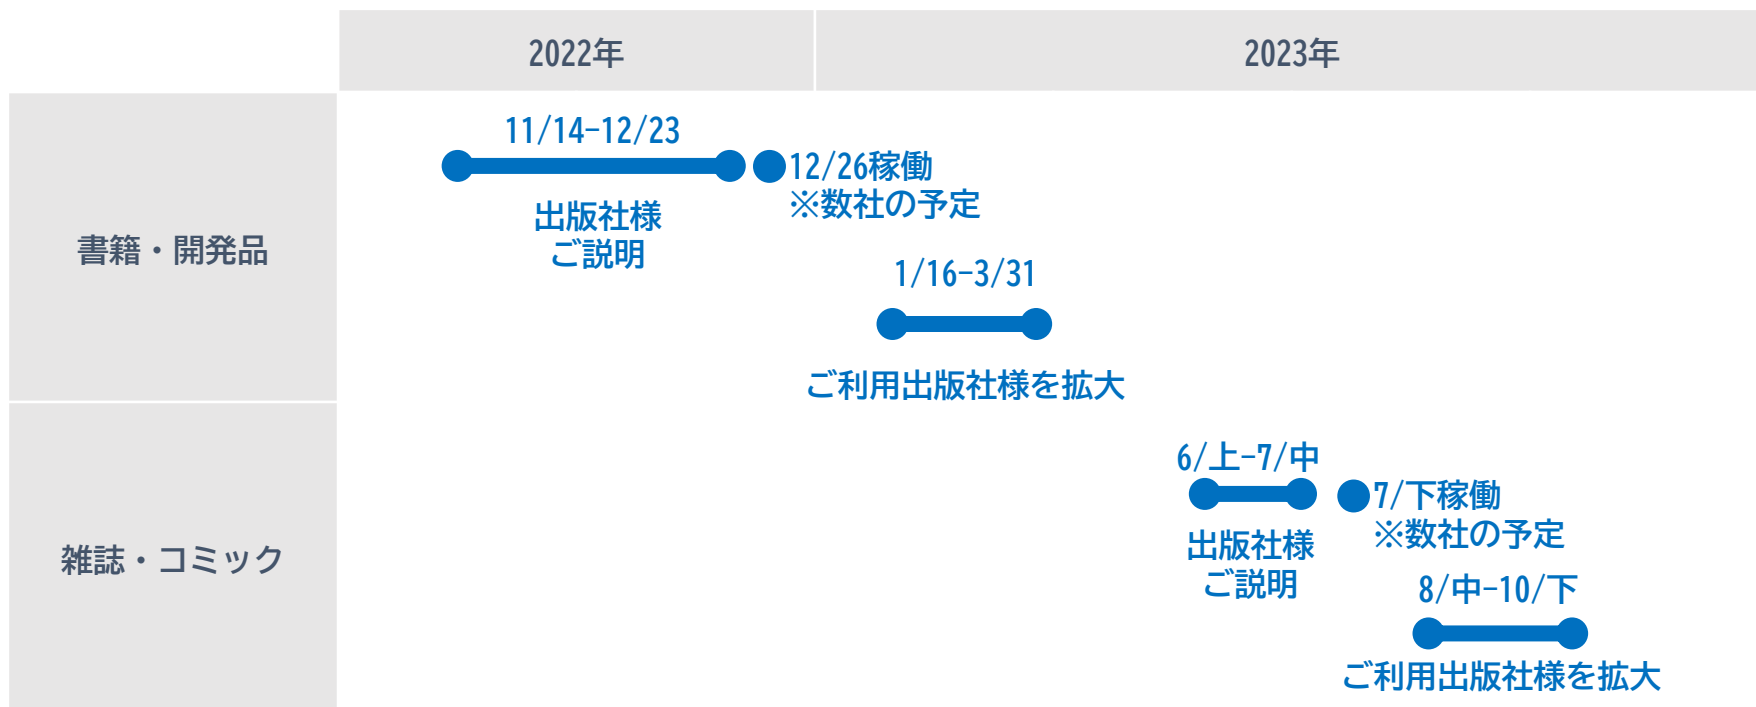 2022年
2023年
書籍・開発品
11/14-12/23
出版社様
ご説明
12/26稼働
※数社の予定
1/16-3/31
ご利用出版社様を拡大
雑誌・コミック
6/上-7/中
出版社様
ご説明
7/下稼働
※数社の予定
8/中-10/下
ご利用出版社様を拡大